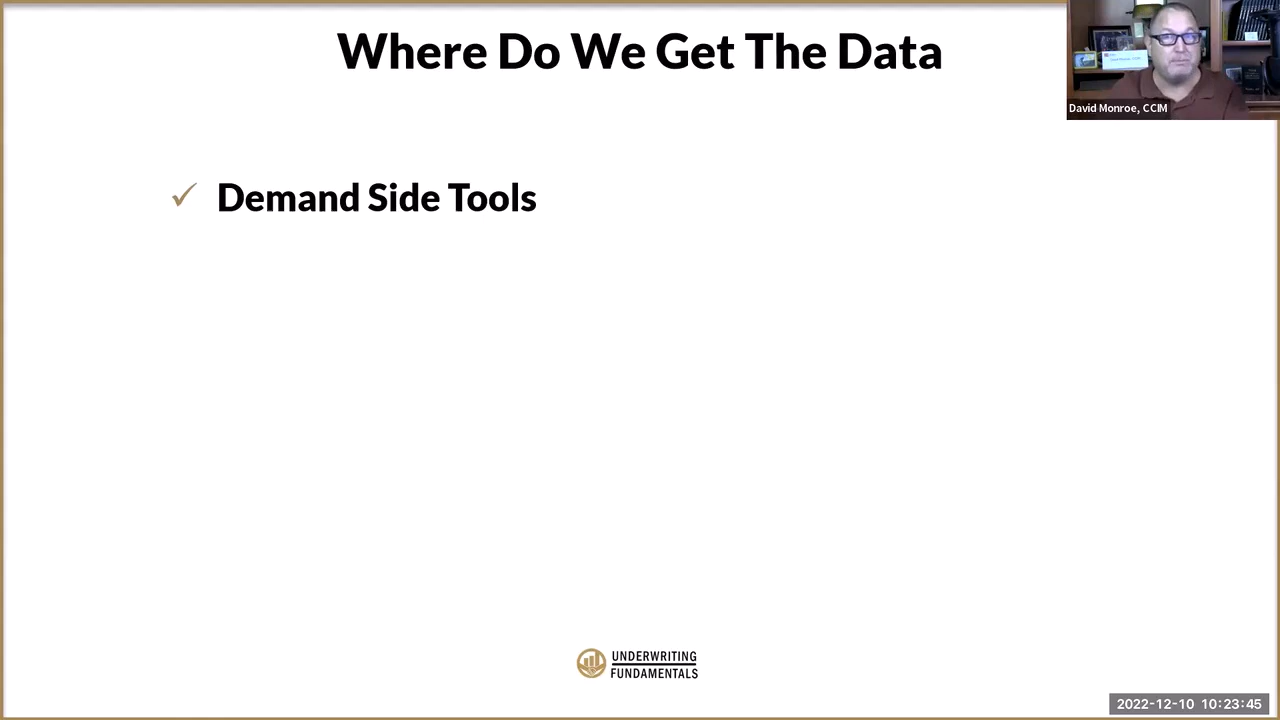 Where Do We Get The Data
David Monroe, CCIM
✓ Demand Side Tools
UNDERWRITING
FUNDAMENTALS
2022-12-10 10:23:45